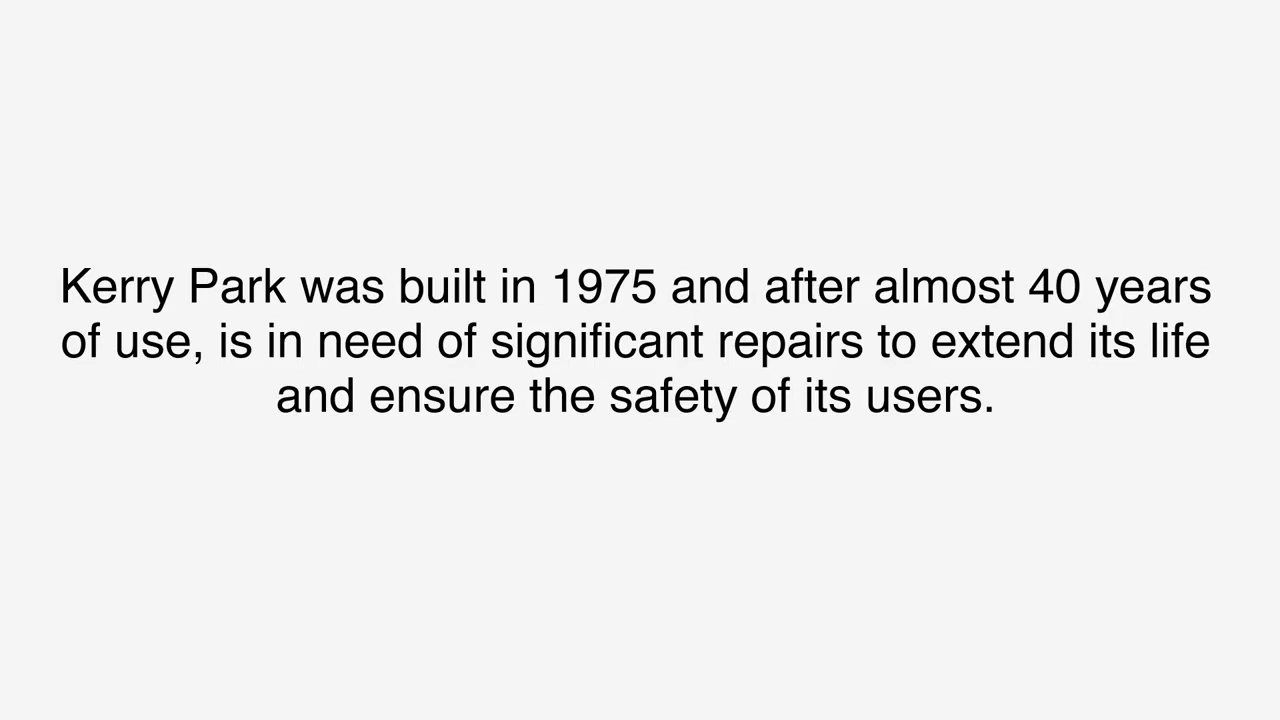 Kerry Park was built in 1975 and after almost 40 years
of use, is in need of significant repairs to extend its life
and ensure the safety of its users.